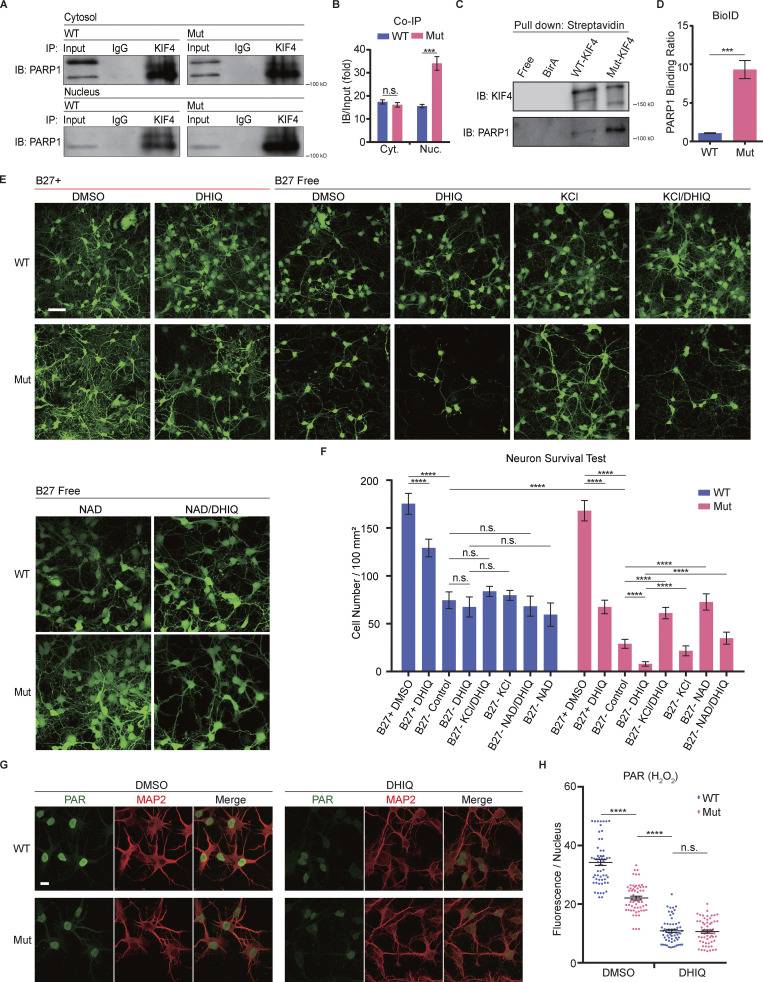 A
Cytosol
WT Mut
IP: Input IgG KIF4 Input IgG KIF4
IB: PARP1
–100 kD
Nucleus
WT Mut
IP: Input IgG KIF4 Input IgG KIF4
IB: PARP1
–100 kD
B
Co-IP
WT Mut
IB/Input (fold)
40
30
20
10
0
n.s.
***
Cyt. Nuc.
C
Pull down: Streptavidin
Free BirA WT-KIF4 Mut-KIF4
IB: KIF4
–150 kD
IB: PARP1
–100 kD
D
BioID
PARP1 Binding Ratio
15
10
5
0
***
WT Mut
E
B27+ B27 Free
DMSO DHIQ DMSO DHIQ KCl KCl/DHIQ
WT
Mut
B27 Free
NAD NAD/DHIQ
WT
Mut
F
Neuron Survival Test
WT
Mut
Cell Number / 100 mm²
200
150
100
50
0
****
****
****
****
****
n.s.
n.s.
n.s.
n.s.
n.s.
****
****
****
****
****
B27+ DMSO
B27+ DHIQ
B27- Control
B27- DHIQ
B27- KCl/DHIQ
B27- KCl
B27- NAD/DHIQ
B27- NAD
B27+ DMSO
B27+ DHIQ
B27- Control
B27- DHIQ
B27- KCl/DHIQ
B27- KCl
B27- NAD
B27- NAD/DHIQ
G
DMSO DHIQ
PAR MAP2 Merge PAR MAP2 Merge
WT
Mut
H
PAR (H₂O₂)
WT
Mut
Fluorescence / Nucleus
60
40
20
0
****
****
n.s.
DMSO DHIQ